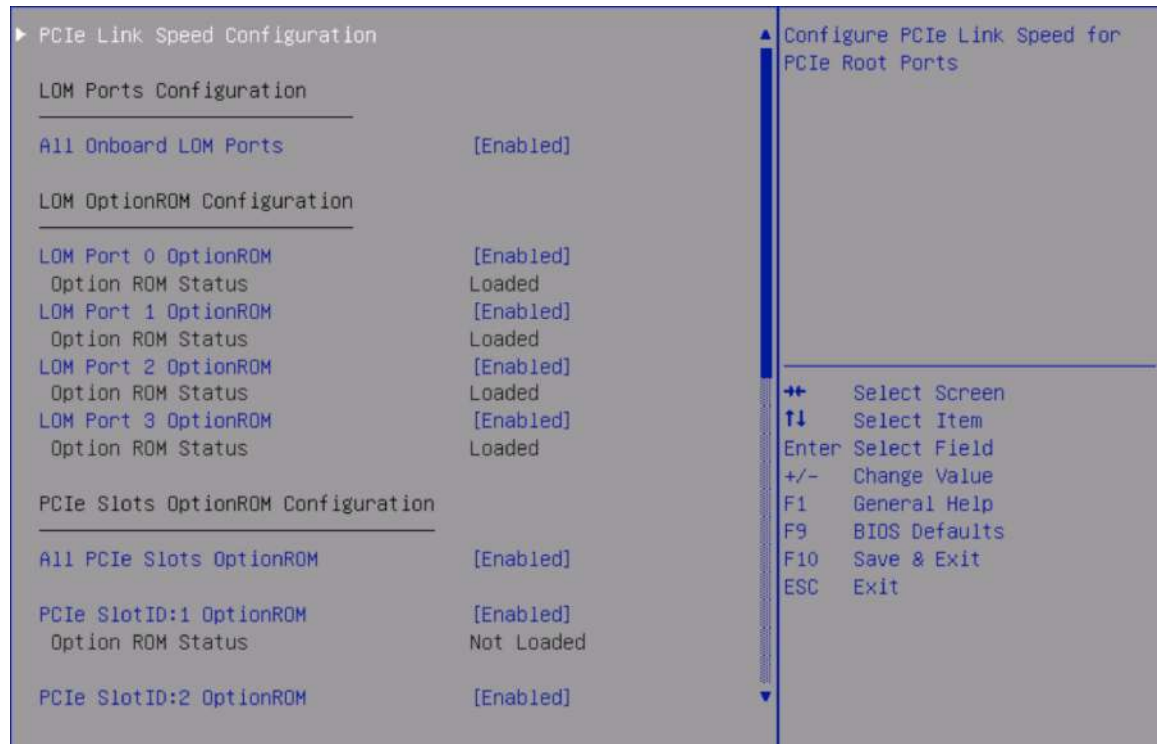 PCIe Link Speed Configuration
LOM Ports Configuration
All Onboard LOM Ports [Enabled]
LOM OptionROM Configuration
LOM Port 0 OptionROM [Enabled]
Option ROM Status Loaded
LOM Port 1 OptionROM [Enabled]
Option ROM Status Loaded
LOM Port 2 OptionROM [Enabled]
Option ROM Status Loaded
LOM Port 3 OptionROM [Enabled]
Option ROM Status Loaded
PCIe Slots OptionROM Configuration
All PCIe Slots OptionROM [Enabled]
PCIe SlotID:1 OptionROM [Enabled]
Option ROM Status Not Loaded
PCIe SlotID:2 OptionROM [Enabled]
Configure PCIe Link Speed for
PCIe Root Ports
→← Select Screen
↑↓ Select Item
Enter Select Field
+/- Change Value
F1 General Help
F9 BIOS Defaults
F10 Save & Exit
ESC Exit